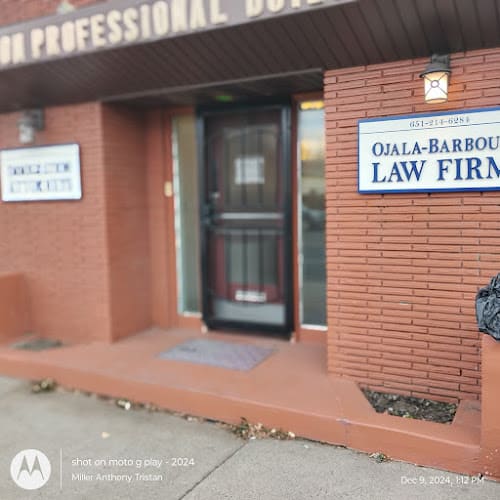 ON PROFESSIONAL
651-214-6284
OJALA-BARBOU
LAW FIRM
shot on moto g play - 2024
Miller Anthony Tristan
Dec 9, 2024, 1:12 PM